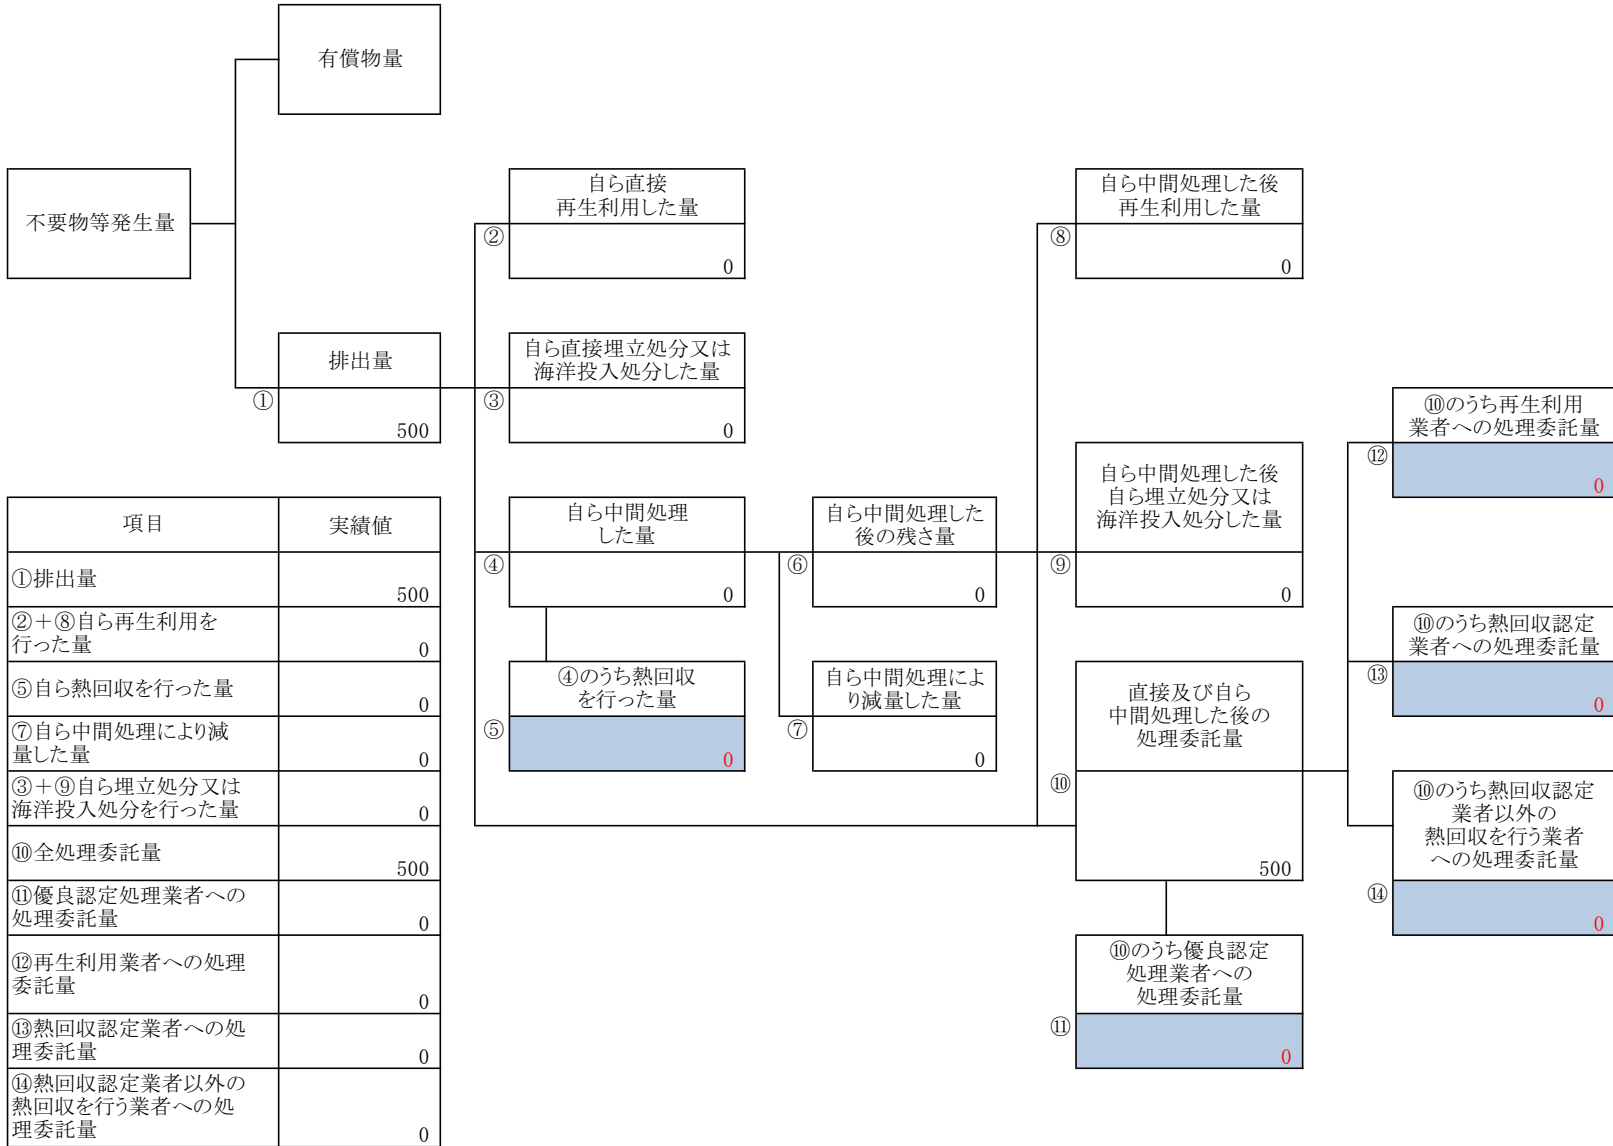 有償物量
不要物等発生量
自ら直接
再生利用した量
②
0
自ら中間処理した後
再生利用した量
⑧
0
排出量
①
500
自ら直接埋立処分又は
海洋投入処分した量
③
0
⑩のうち再生利用
業者への処理委託量
⑫
0
自ら中間処理した後
自ら埋立処分又は
海洋投入処分した量
⑨
0
自ら中間処理
した量
④
0
自ら中間処理した
後の残さ量
⑥
0
⑩のうち熱回収認定
業者への処理委託量
⑬
0
④のうち熱回収
を行った量
⑤
0
自ら中間処理によ
り減量した量
⑦
0
直接及び自ら
中間処理した後の
処理委託量
⑩
500
⑩のうち熱回収認定
業者以外の
熱回収を行う業者
への処理委託量
⑭
0
⑩のうち優良認定
処理業者への
処理委託量
⑪
0
項目 実績値
①排出量
500
②+⑧自ら再生利用を
行った量 0
⑤自ら熱回収を行った量
0
⑦自ら中間処理により減
量した量 0
③+⑨自ら埋立処分又は
海洋投入処分を行った量 0
⑩全処理委託量
500
⑪優良認定処理業者への
処理委託量 0
⑫再生利用業者への処理
委託量
0
⑬熱回収認定業者への処
理委託量 0
⑭熱回収認定業者以外の
熱回収を行う業者への処
理委託量 0